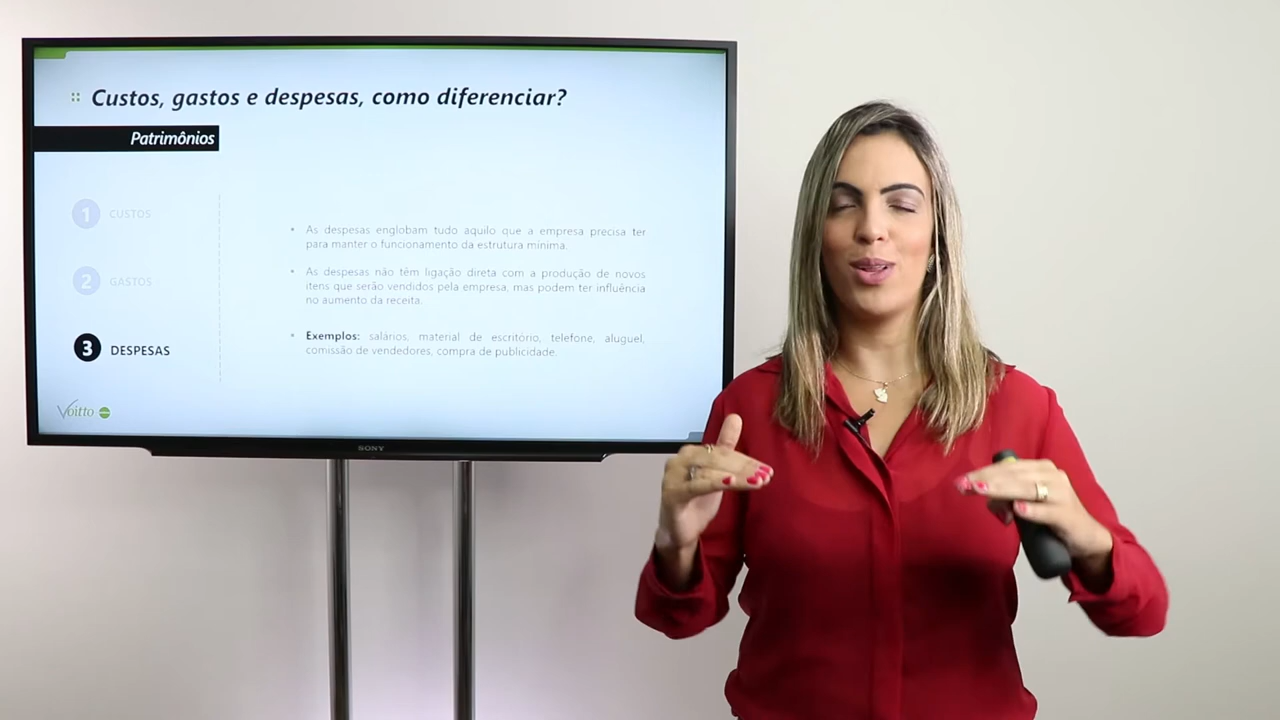 Custos, gastos e despesas, como diferenciar?
Patrimônios
1 CUSTOS
2 GASTOS
3 DESPESAS
• As despesas englobam tudo aquilo que a empresa precisa ter
para manter o funcionamento da estrutura mínima.
• As despesas não têm ligação direta com a produção de novos
itens que serão vendidos pela empresa, mas podem ter influência
no aumento da receita.
• Exemplos: salários, material de escritório, telefone, aluguel,
comissão de vendedores, compra de publicidade.
Voitto
SONY